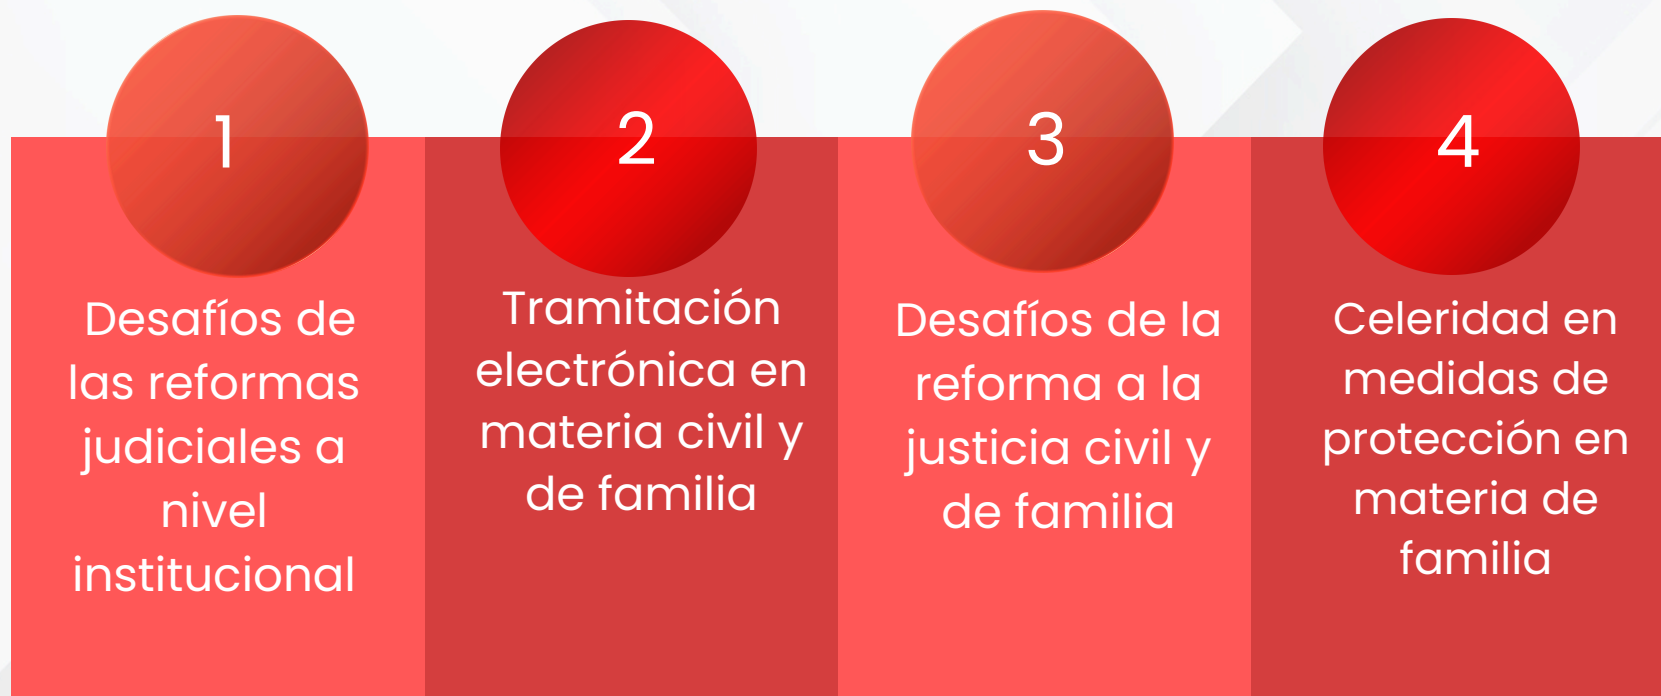 1
Desafíos de
las reformas
judiciales a
nivel
institucional
2
Tramitación
electrónica en
materia civil y
de familia
3
Desafíos de la
reforma a la
justicia civil y
de familia
4
Celeridad en
medidas de
protección en
materia de
familia